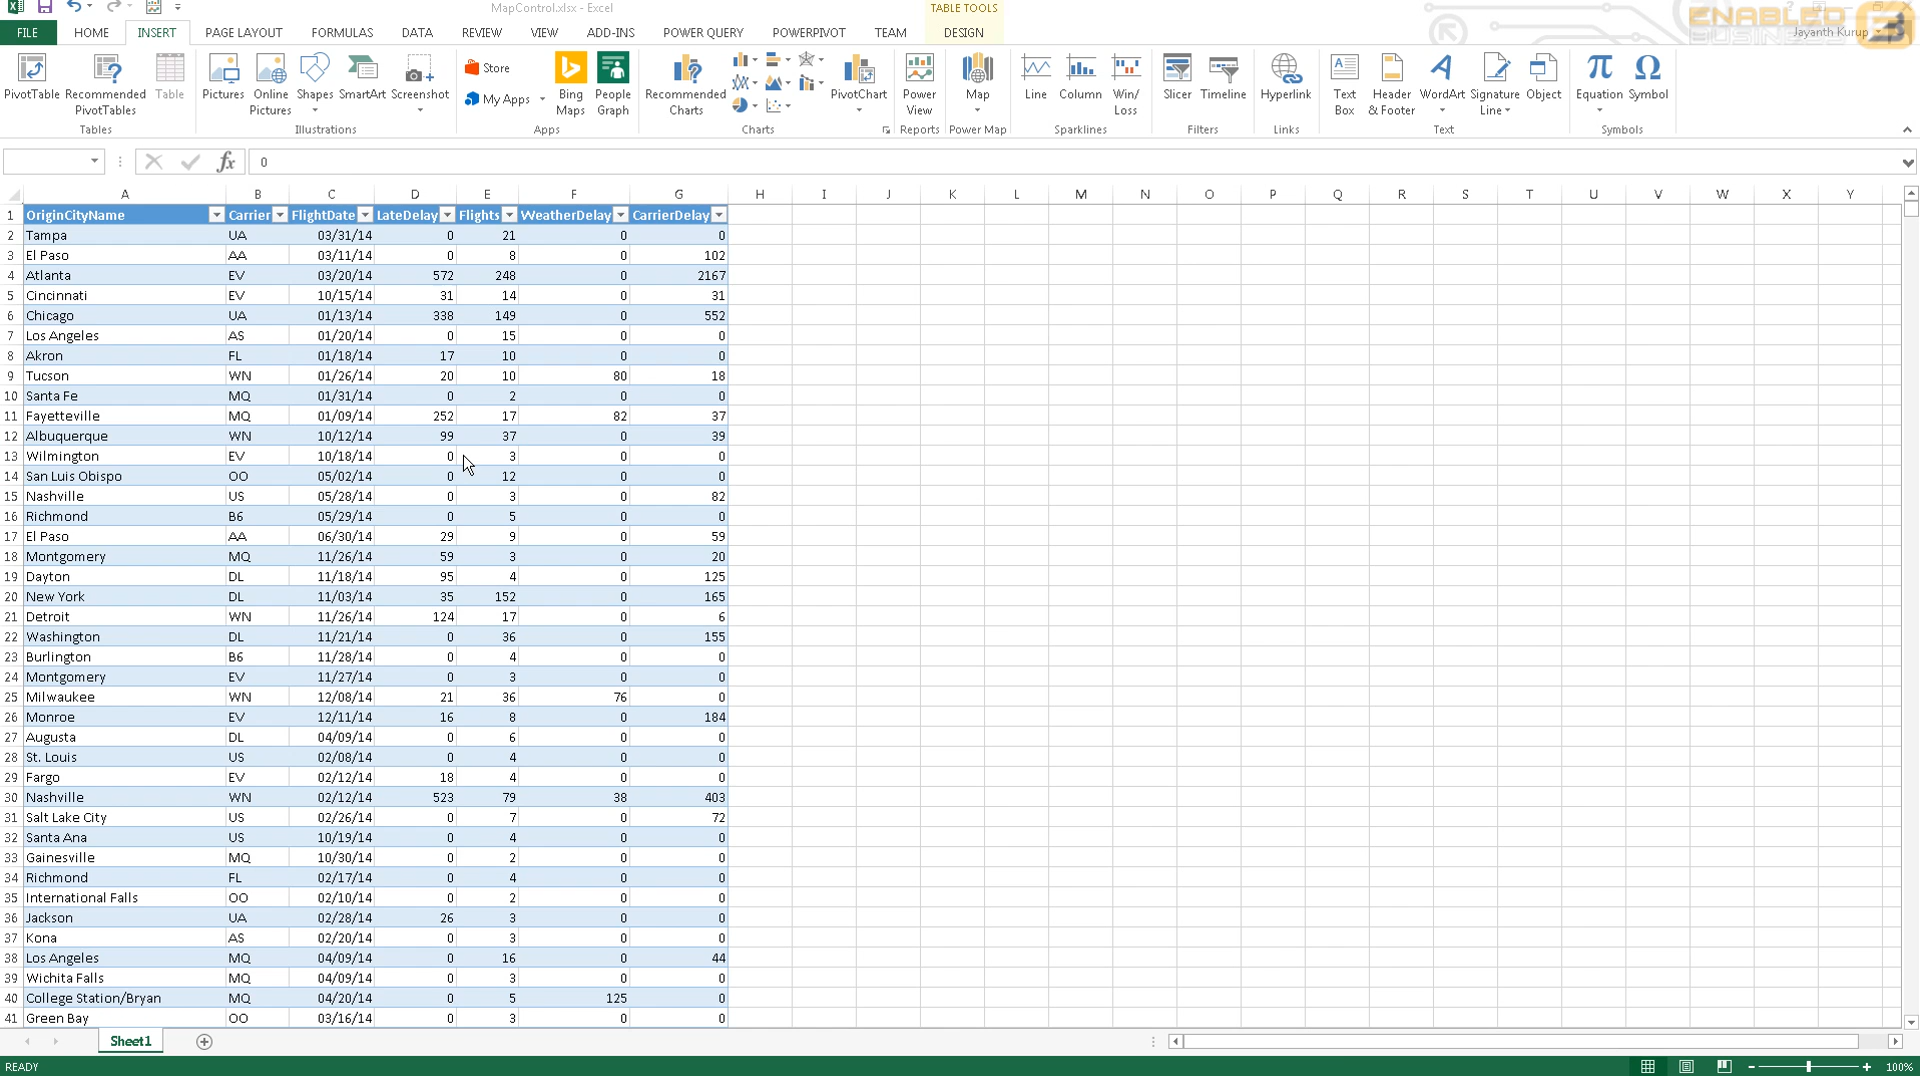 MapControl.xlsx - Excel
TABLE TOOLS
ENABLED BUSINESS
FILE HOME INSERT PAGE LAYOUT FORMULAS DATA REVIEW VIEW ADD-INS POWER QUERY POWERPIVOT TEAM DESIGN Jayanth Kurup
PivotTable Recommended PivotTables Table
Pictures Online Pictures Shapes SmartArt Screenshot
Store
My Apps
Bing Maps People Graph
Recommended Charts PivotChart
Power View Map
Line Column Win/Loss
Slicer Timeline Hyperlink
Text Box Header & Footer WordArt Signature Line Object
Equation Symbol
Tables Illustrations Apps Charts Reports Power Map Sparklines Filters Links Text Symbols
fx 0
A B C D E F G H I J K L M N O P Q R S T U V W X Y
1 OriginCityName Carrier FlightDate LateDelay Flights WeatherDelay CarrierDelay
2 Tampa UA 03/31/14 0 21 0 0
3 El Paso AA 03/11/14 0 8 0 102
4 Atlanta EV 03/20/14 572 248 0 2167
5 Cincinnati EV 10/15/14 31 14 0 31
6 Chicago UA 01/13/14 338 149 0 552
7 Los Angeles AS 01/20/14 0 15 0 0
8 Akron FL 01/18/14 17 10 0 0
9 Tucson WN 01/26/14 20 10 80 18
10 Santa Fe MQ 01/31/14 0 2 0 0
11 Fayetteville MQ 01/09/14 252 17 82 37
12 Albuquerque WN 10/12/14 99 37 0 39
13 Wilmington EV 10/18/14 0 3 0 0
14 San Luis Obispo OO 05/02/14 0 12 0 0
15 Nashville US 05/28/14 0 3 0 82
16 Richmond B6 05/29/14 0 5 0 0
17 El Paso AA 06/30/14 29 9 0 59
18 Montgomery MQ 11/26/14 59 3 0 20
19 Dayton DL 11/18/14 95 4 0 125
20 New York DL 11/03/14 35 152 0 165
21 Detroit WN 11/26/14 124 17 0 6
22 Washington DL 11/21/14 0 36 0 155
23 Burlington B6 11/28/14 0 4 0 0
24 Montgomery EV 11/27/14 0 3 0 0
25 Milwaukee WN 12/08/14 21 36 76 0
26 Monroe EV 12/11/14 16 8 0 184
27 Augusta DL 04/09/14 0 6 0 0
28 St. Louis US 02/08/14 0 4 0 0
29 Fargo EV 02/12/14 18 4 0 0
30 Nashville WN 02/12/14 523 79 38 403
31 Salt Lake City US 02/26/14 0 7 0 72
32 Santa Ana US 10/19/14 0 4 0 0
33 Gainesville MQ 10/30/14 0 2 0 0
34 Richmond FL 02/17/14 0 4 0 0
35 International Falls OO 02/10/14 0 2 0 0
36 Jackson UA 02/28/14 26 3 0 0
37 Kona AS 02/20/14 0 3 0 0
38 Los Angeles MQ 04/09/14 0 16 0 44
39 Wichita Falls MQ 04/09/14 0 3 0 0
40 College Station/Bryan MQ 04/20/14 0 5 125 0
41 Green Bay OO 03/16/14 0 3 0 0
Sheet1
READY 100%